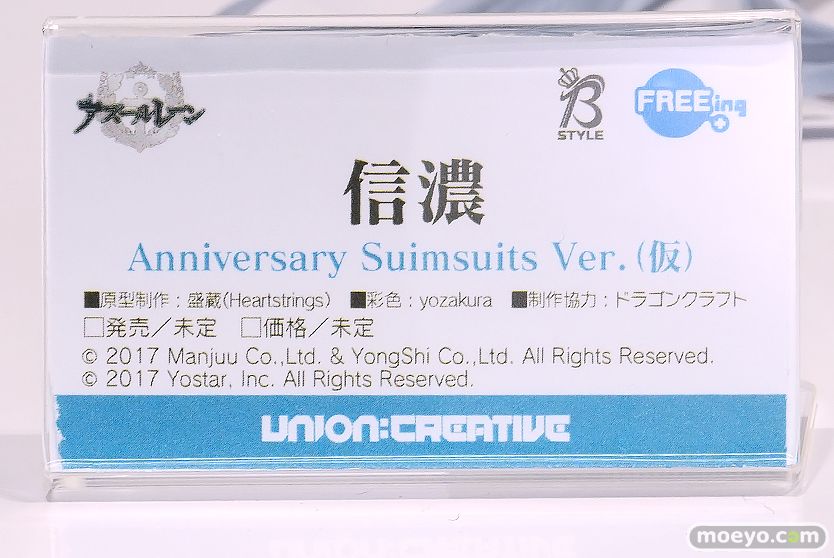 アズールレーン
B
STYLE
FREEing
信濃
Anniversary Suimsuits Ver.(仮)
■原型制作：盛藏(Heartstrings) ■彩色：yozakura ■制作協力：ドラゴンクラフト
□発売／未定 □価格／未定
© 2017 Manjuu Co.,Ltd. & YongShi Co.,Ltd. All Rights Reserved.
© 2017 Yostar, Inc. All Rights Reserved.
UNION:CREATIVE
moeyo.com